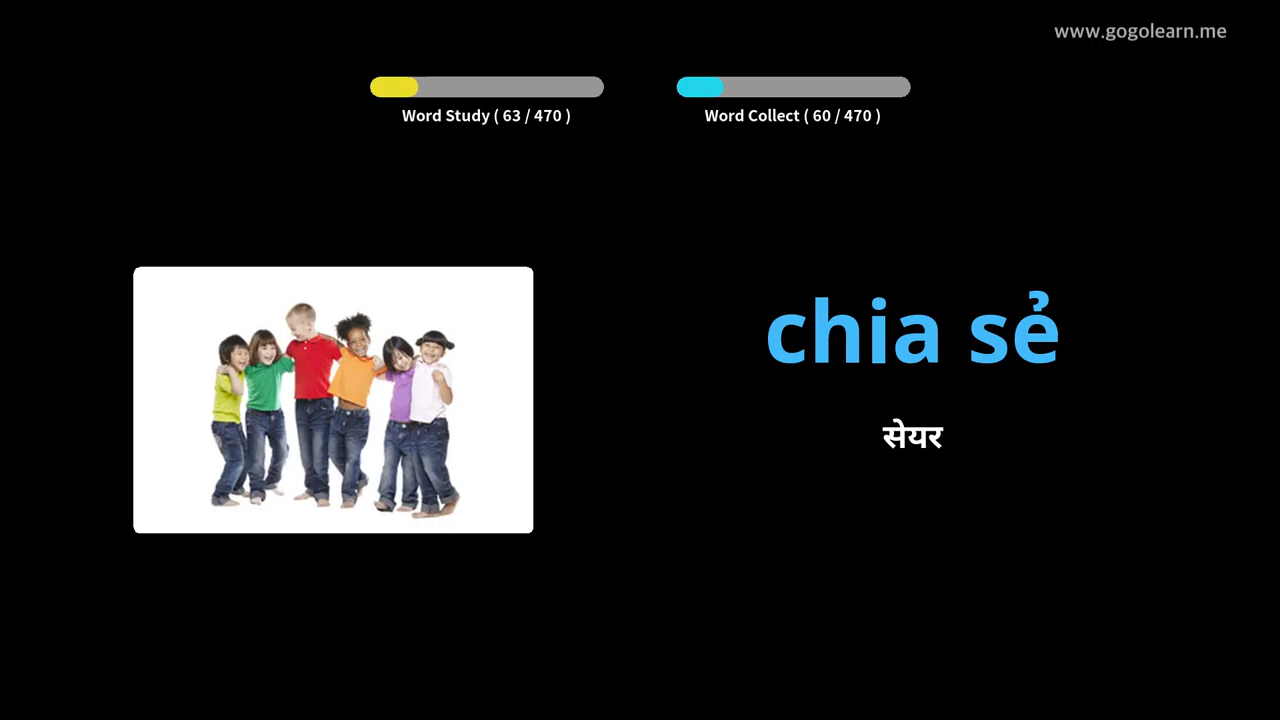 www.gogolearn.me
Word Study ( 63 / 470 )
Word Collect ( 60 / 470 )
chia sẻ
सेयर